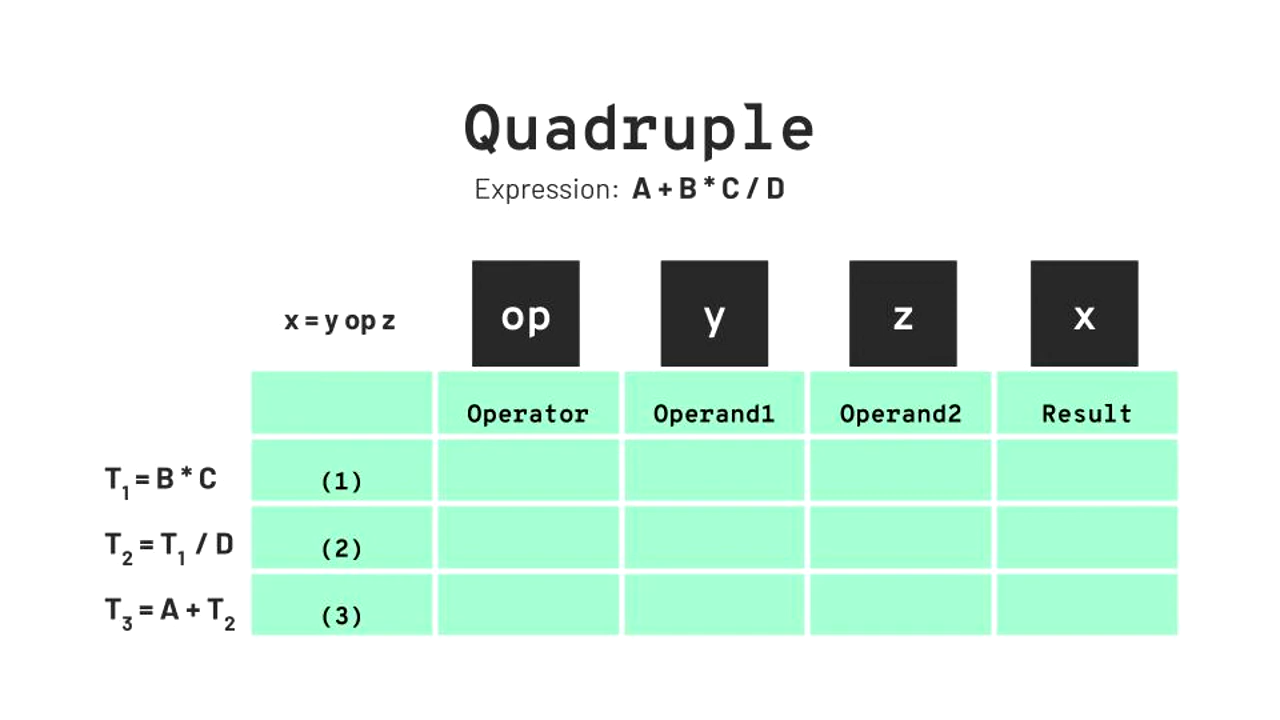 Quadruple
Expression: A + B * C / D
x = y op z op y z x
Operator Operand1 Operand2 Result
T₁ = B * C (1)
T₂ = T₁ / D (2)
T₃ = A + T₂ (3)